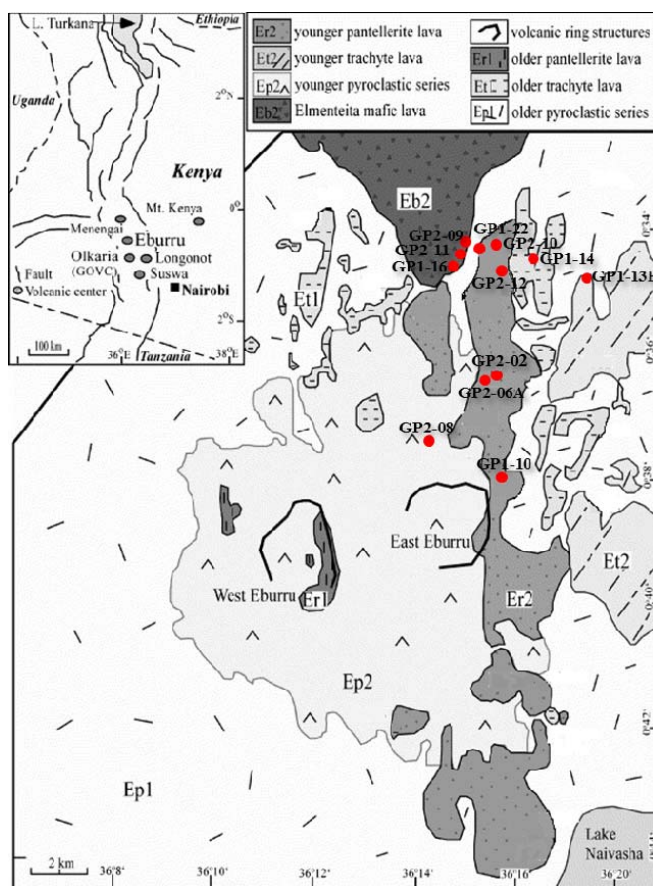 L. Turkana
Ethiopia
Uganda
2°S
Kenya
0°
Mt. Kenya
Menengai
Eburru
Olkaria
(GOVC)
Longonot
Suswa
Fault
Volcanic center
Nairobi
2°S
100 km
36°E
Tanzania
38°E
Er2 younger pantellerite lava
Et2 younger trachyte lava
Ep2 younger pyroclastic series
Eb2 Elmenteita mafic lava
volcanic ring structures
Er1 older pantellerite lava
Et older trachyte lava
Ep older pyroclastic series
Eb2
0°34'
GP2-09
GP1-22
GP2-11
GP2-10
GP1-16
GP1-14
GP1-13
GP2-12
Et1
0°36'
GP2-02
GP2-06A
GP2-08
GP1-10
0°38'
East Eburru
Et2
West Eburru
Er1
Er2
0°40'
Ep2
0°42'
Ep1
Lake
Naivasha
2 km
36°8'
36°10'
36°12'
36°14'
36°16'
36°20'